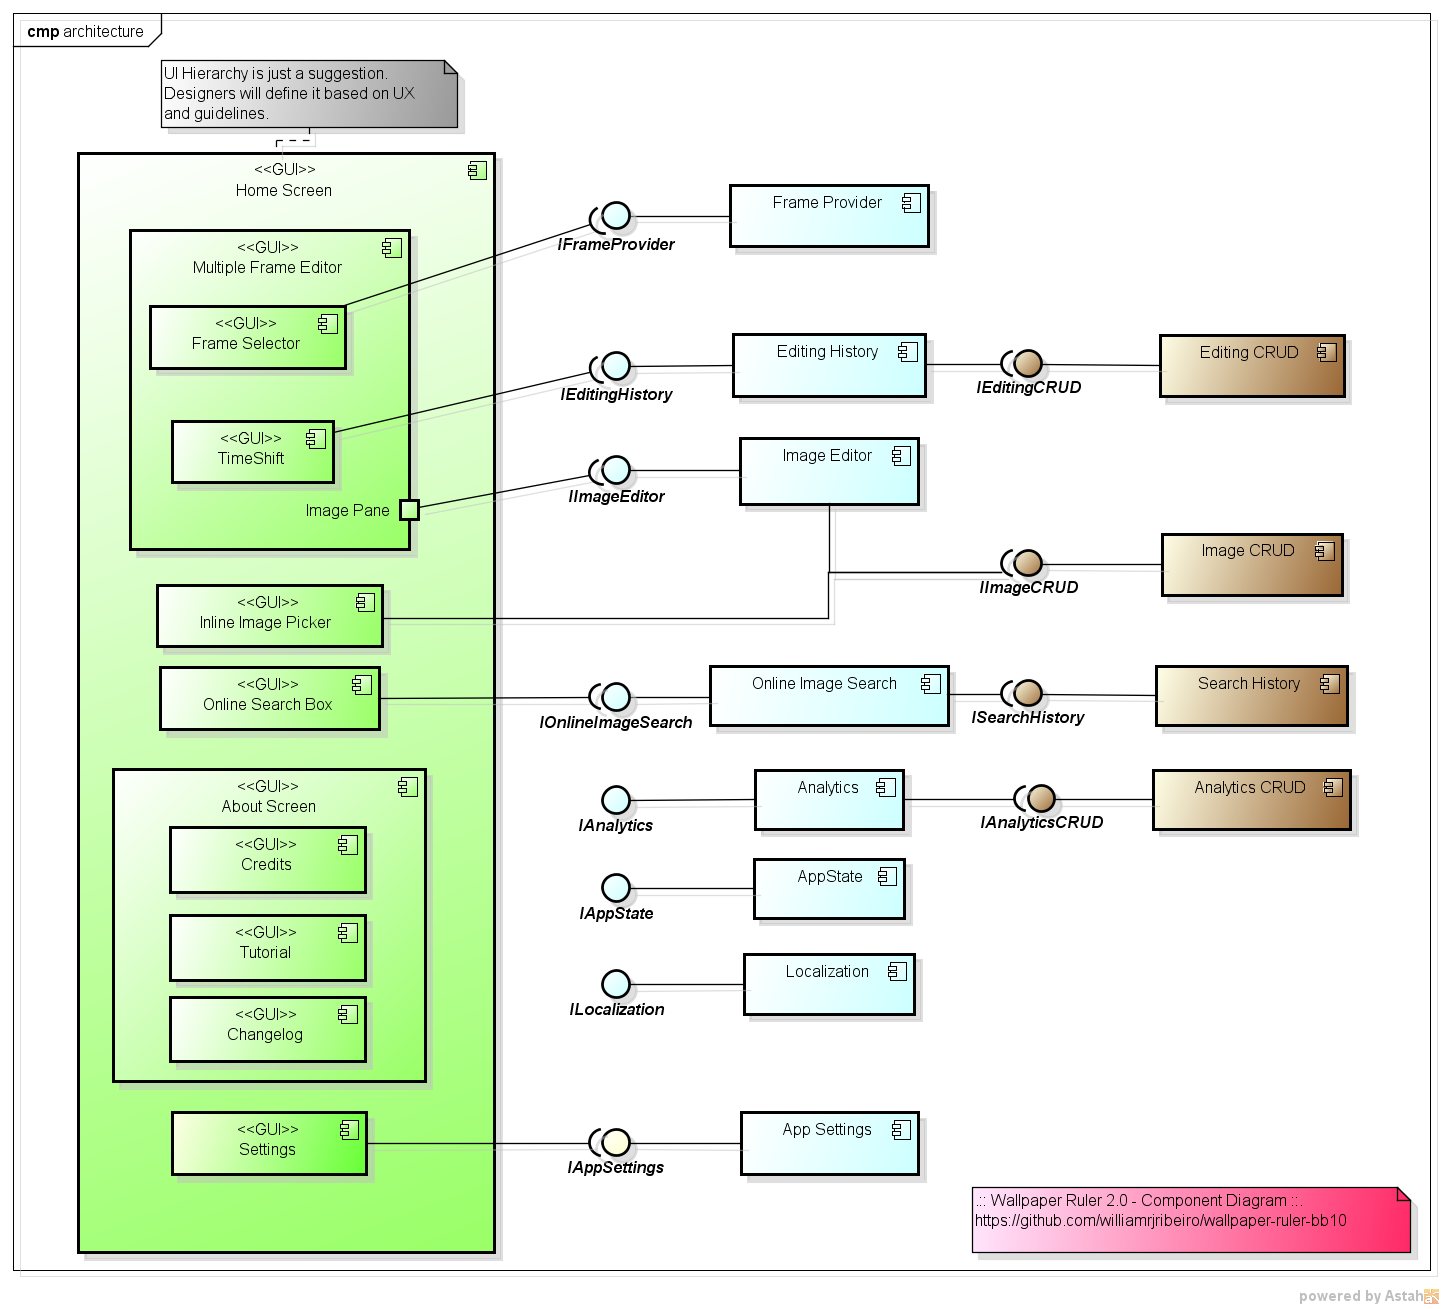 cmp architecture
UI Hierarchy is just a suggestion.
Designers will define it based on UX
and guidelines.
<<GUI>>
Home Screen
<<GUI>>
Multiple Frame Editor
<<GUI>>
Frame Selector
<<GUI>>
TimeShift
Image Pane
<<GUI>>
Inline Image Picker
<<GUI>>
Online Search Box
<<GUI>>
About Screen
<<GUI>>
Credits
<<GUI>>
Tutorial
<<GUI>>
Changelog
<<GUI>>
Settings
IFrameProvider
Frame Provider
IEditingHistory
Editing History
IEditingCRUD
Editing CRUD
IImageEditor
Image Editor
IImageCRUD
Image CRUD
IOnlineImageSearch
Online Image Search
ISearchHistory
Search History
IAnalytics
Analytics
IAnalyticsCRUD
Analytics CRUD
IAppState
AppState
ILocalization
Localization
IAppSettings
App Settings
.:: Wallpaper Ruler 2.0 - Component Diagram ::.
https://github.com/williamrjribeiro/wallpaper-ruler-bb10
powered by Astah